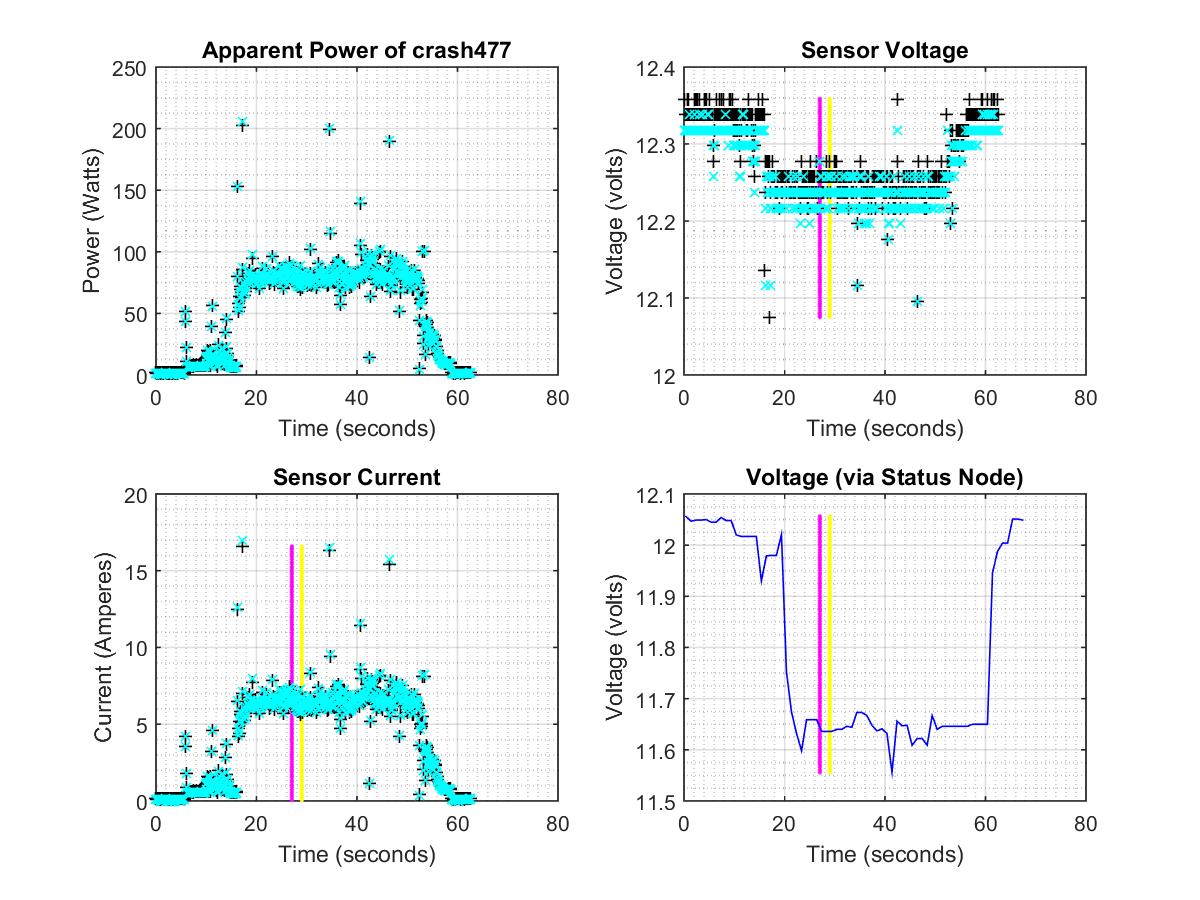 Apparent Power of crash477
250
200
150
100
50
0
Power (Watts)
0 20 40 60 80
Time (seconds)
Sensor Voltage
12.4
12.3
12.2
12.1
12
Voltage (volts)
0 20 40 60 80
Time (seconds)
Sensor Current
20
15
10
5
0
Current (Amperes)
0 20 40 60 80
Time (seconds)
Voltage (via Status Node)
12.1
12
11.9
11.8
11.7
11.6
11.5
Voltage (volts)
0 20 40 60 80
Time (seconds)